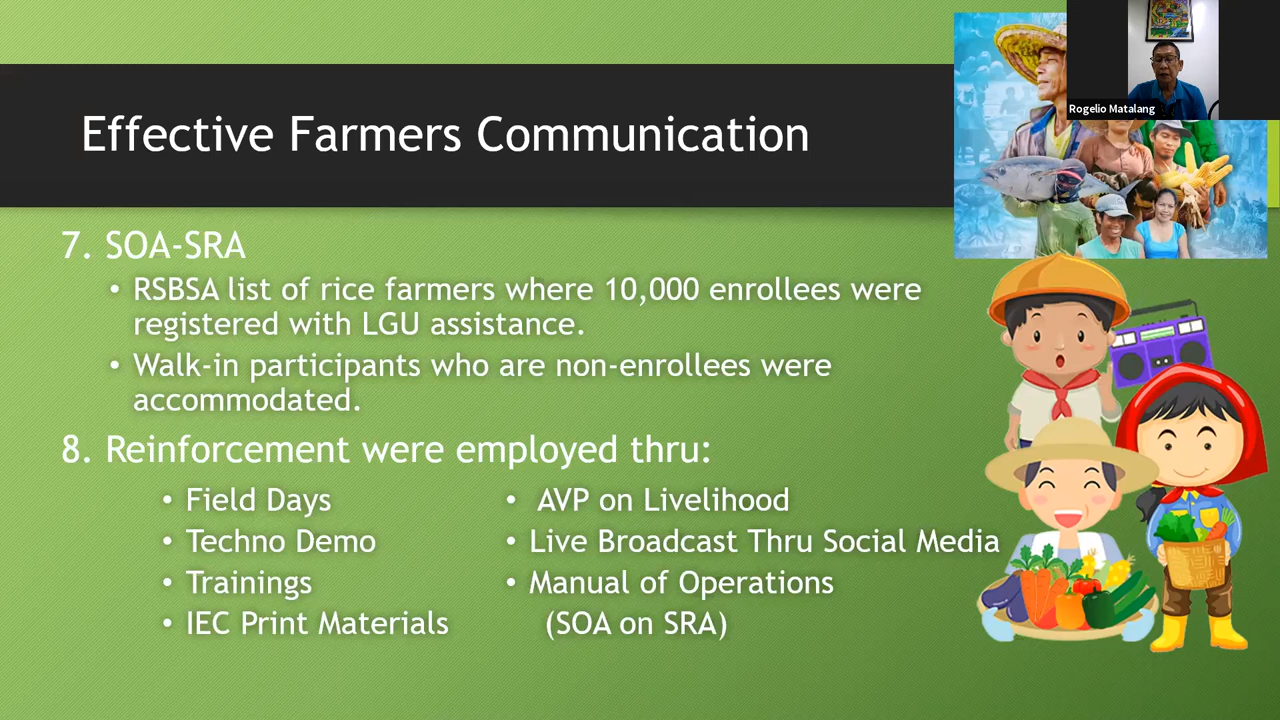 Rogelio Matalang
Effective Farmers Communication
7. SOA-SRA
• RSBSA list of rice farmers where 10,000 enrollees were
registered with LGU assistance.
• Walk-in participants who are non-enrollees were
accommodated.
8. Reinforcement were employed thru:
• Field Days
• Techno Demo
• Trainings
• IEC Print Materials
• AVP on Livelihood
• Live Broadcast Thru Social Media
• Manual of Operations
(SOA on SRA)